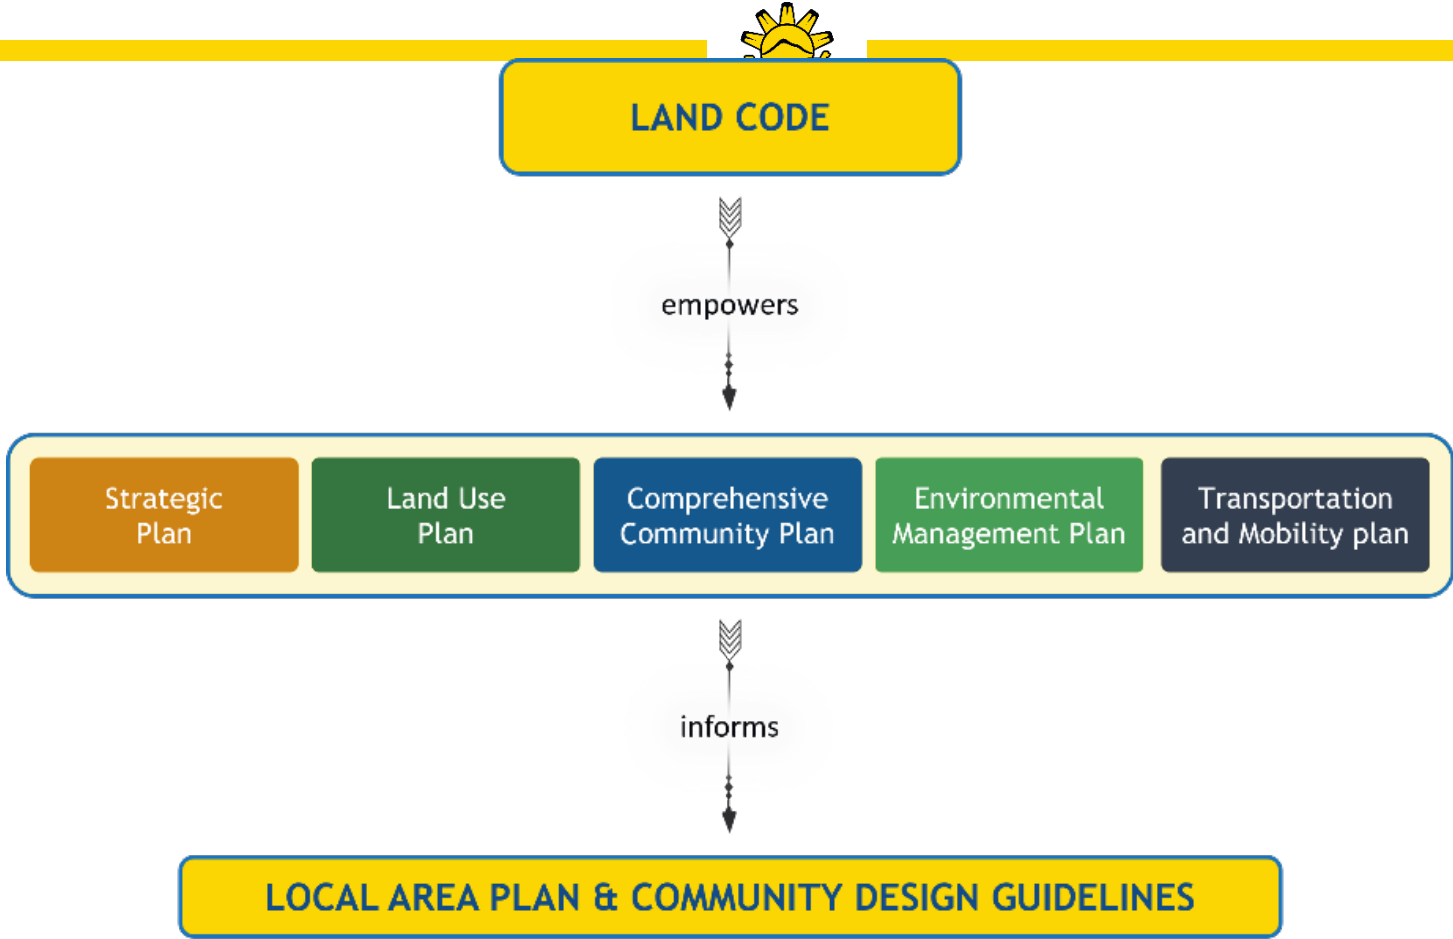 LAND CODE
empowers
Strategic
Plan
Land Use
Plan
Comprehensive
Community Plan
Environmental
Management Plan
Transportation
and Mobility plan
informs
LOCAL AREA PLAN & COMMUNITY DESIGN GUIDELINES